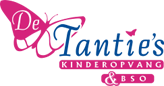 De
Tantie's
KINDEROPVANG
& BSO